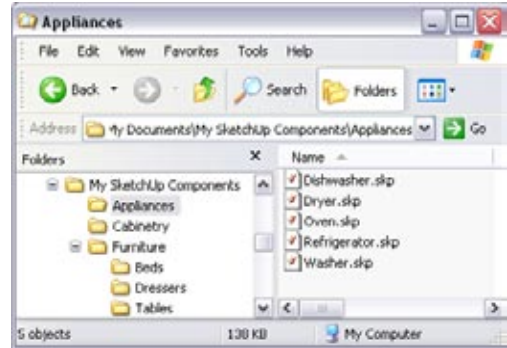 Appliances
File Edit View Favorites Tools Help
Back Search Folders
Address My Documents\My SketchUp Components\Appliances Go
Folders x Name
My SketchUp Components
Appliances
Cabinetry
Furniture
Beds
Dressers
Tables
Dishwasher.skp
Dryer.skp
Oven.skp
Refrigerator.skp
Washer.skp
5 objects 138 KB My Computer